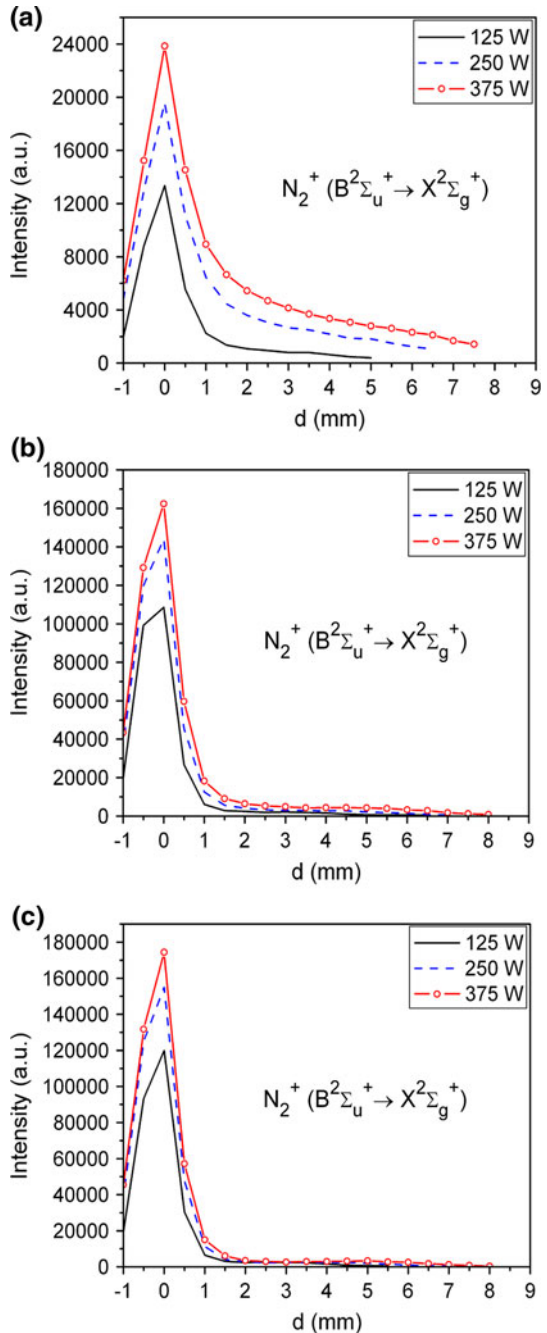 (a)
24000
20000
16000
12000
8000
4000
0
Intensity (a.u.)
125 W
250 W
375 W
N₂⁺ (B²Σᵤ⁺ → X²Σg⁺)
-1 0 1 2 3 4 5 6 7 8 9
d (mm)
(b)
180000
160000
140000
120000
100000
80000
60000
40000
20000
0
Intensity (a.u.)
125 W
250 W
375 W
N₂⁺ (B²Σᵤ⁺ → X²Σg⁺)
-1 0 1 2 3 4 5 6 7 8 9
d (mm)
(c)
180000
160000
140000
120000
100000
80000
60000
40000
20000
0
Intensity (a.u.)
125 W
250 W
375 W
N₂⁺ (B²Σᵤ⁺ → X²Σg⁺)
-1 0 1 2 3 4 5 6 7 8 9
d (mm)